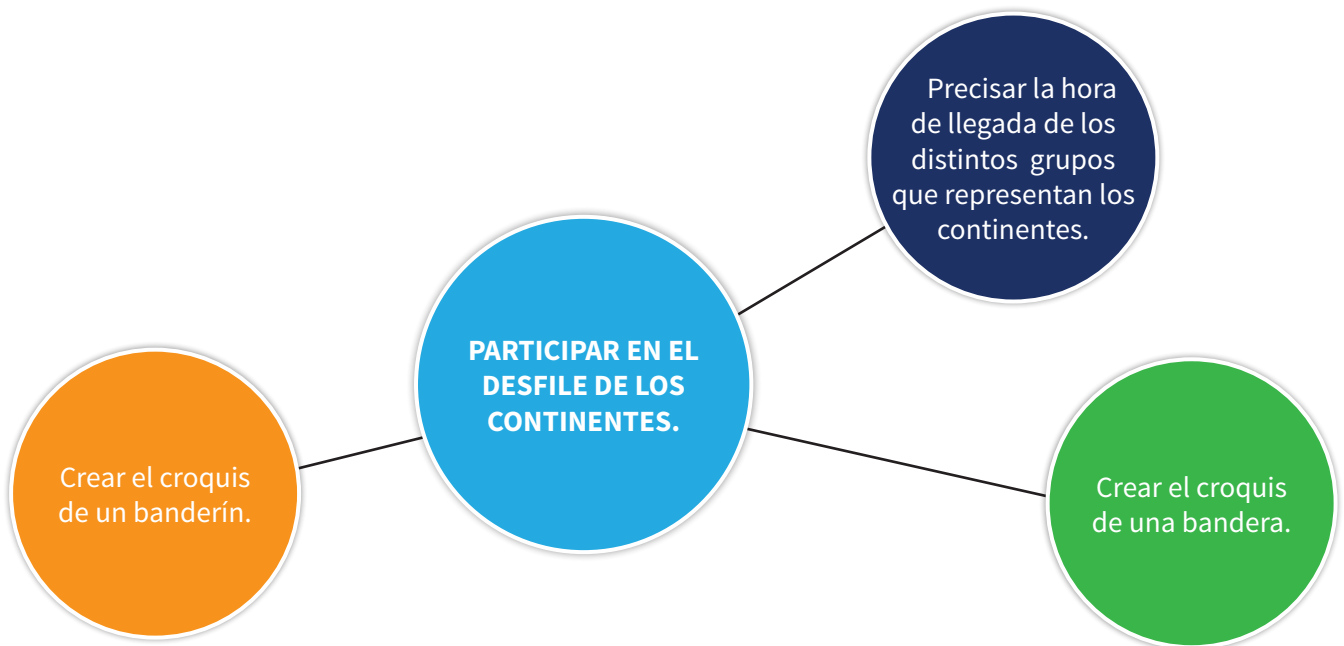 Precisar la hora
de llegada de los
distintos grupos
que representan los
continentes.
PARTICIPAR EN EL
DESFILE DE LOS
CONTINENTES.
Crear el croquis
de un banderín.
Crear el croquis
de una bandera.